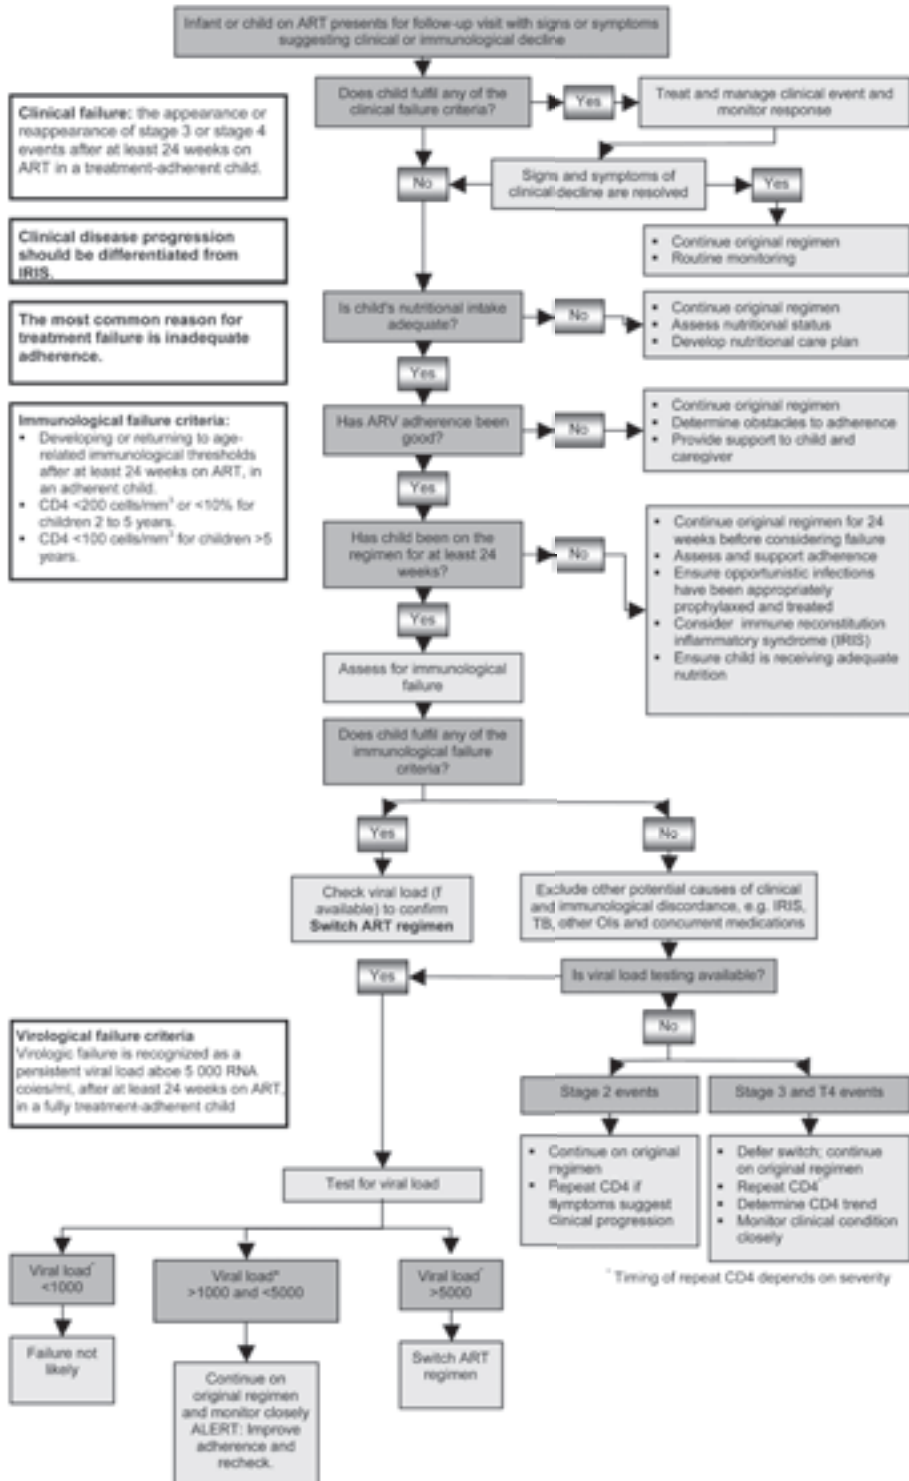 Infant or child on ART presents for follow-up visit with signs or symptoms
suggesting clinical or immunological decline
Does child fulfil any of the
clinical failure criteria?
Yes
Treat and manage clinical event and
monitor response
Clinical failure: the appearance or
reappearance of stage 3 or stage 4
events after at least 24 weeks on
ART in a treatment-adherent child.
No
Signs and symptoms of
clinical decline are resolved
Yes
Clinical disease progression
should be differentiated from
IRIS.
▪ Continue original regimen
▪ Routine monitoring
The most common reason for
treatment failure is inadequate
adherence.
Is child's nutritional intake
adequate?
No
▪ Continue original regimen
▪ Assess nutritional status
▪ Develop nutritional care plan
Yes
Immunological failure criteria:
▪ Developing or returning to age-
related immunological thresholds
after at least 24 weeks on ART, in
an adherent child.
▪ CD4 <200 cells/mm³ or <10% for
children 2 to 5 years.
▪ CD4 <100 cells/mm³ for children >5
years.
Has ARV adherence been
good?
No
▪ Continue original regimen
▪ Determine obstacles to adherence
▪ Provide support to child and
caregiver
Yes
Has child been on the
regimen for at least 24
weeks?
No
▪ Continue original regimen for 24
weeks before considering failure
▪ Assess and support adherence
▪ Ensure opportunistic infections
have been appropriately
prophylaxed and treated
▪ Consider immune reconstitution
inflammatory syndrome (IRIS)
▪ Ensure child is receiving adequate
nutrition
Yes
Assess for immunological
failure
Does child fulfil any of the
immunological failure
criteria?
Yes
No
Check viral load (f
available) to confirm
Switch ART regimen
Exclude other potential causes of clinical
and immunological discordance, e.g. IRIS,
TB, other OIs and concurrent medications
Yes
Is viral load testing available?
No
Virological failure criteria
Virologic failure is recognized as a
persistent viral load aboe 5 000 RNA
coies/ml, after at least 24 weeks on ART,
in a fully treatment-adherent child
Stage 2 events
Stage 3 and T4 events
▪ Continue on original
regimen
▪ Repeat CD4 if
symptoms suggest
clinical progression
▪ Defer switch; continue
on original regimen
▪ Repeat CD4*
▪ Determine CD4 trend
▪ Monitor clinical condition
closely
Test for viral load
* Timing of repeat CD4 depends on severity
Viral load*
<1000
Viral load*
>1000 and <5000
Viral load*
>5000
Failure not
likely
Continue on
original regimen
and monitor closely
ALERT: Improve
adherence and
recheck.
Switch ART
regimen